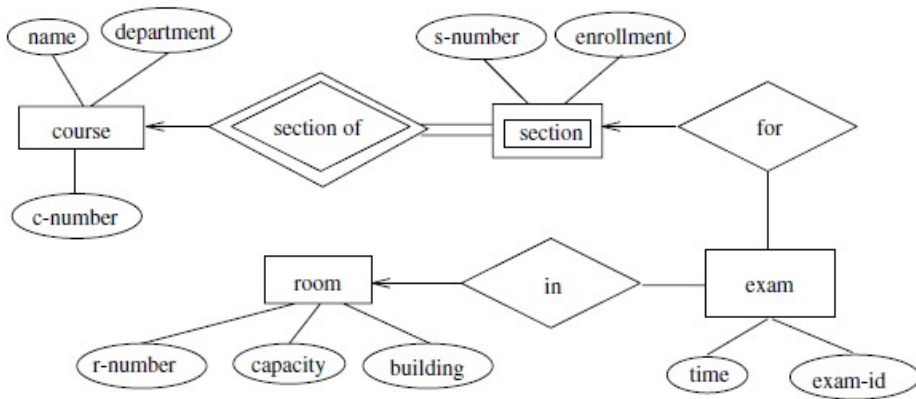 name
department
s-number
enrollment
course
section of
section
for
c-number
room
in
exam
r-number
capacity
building
time
exam-id